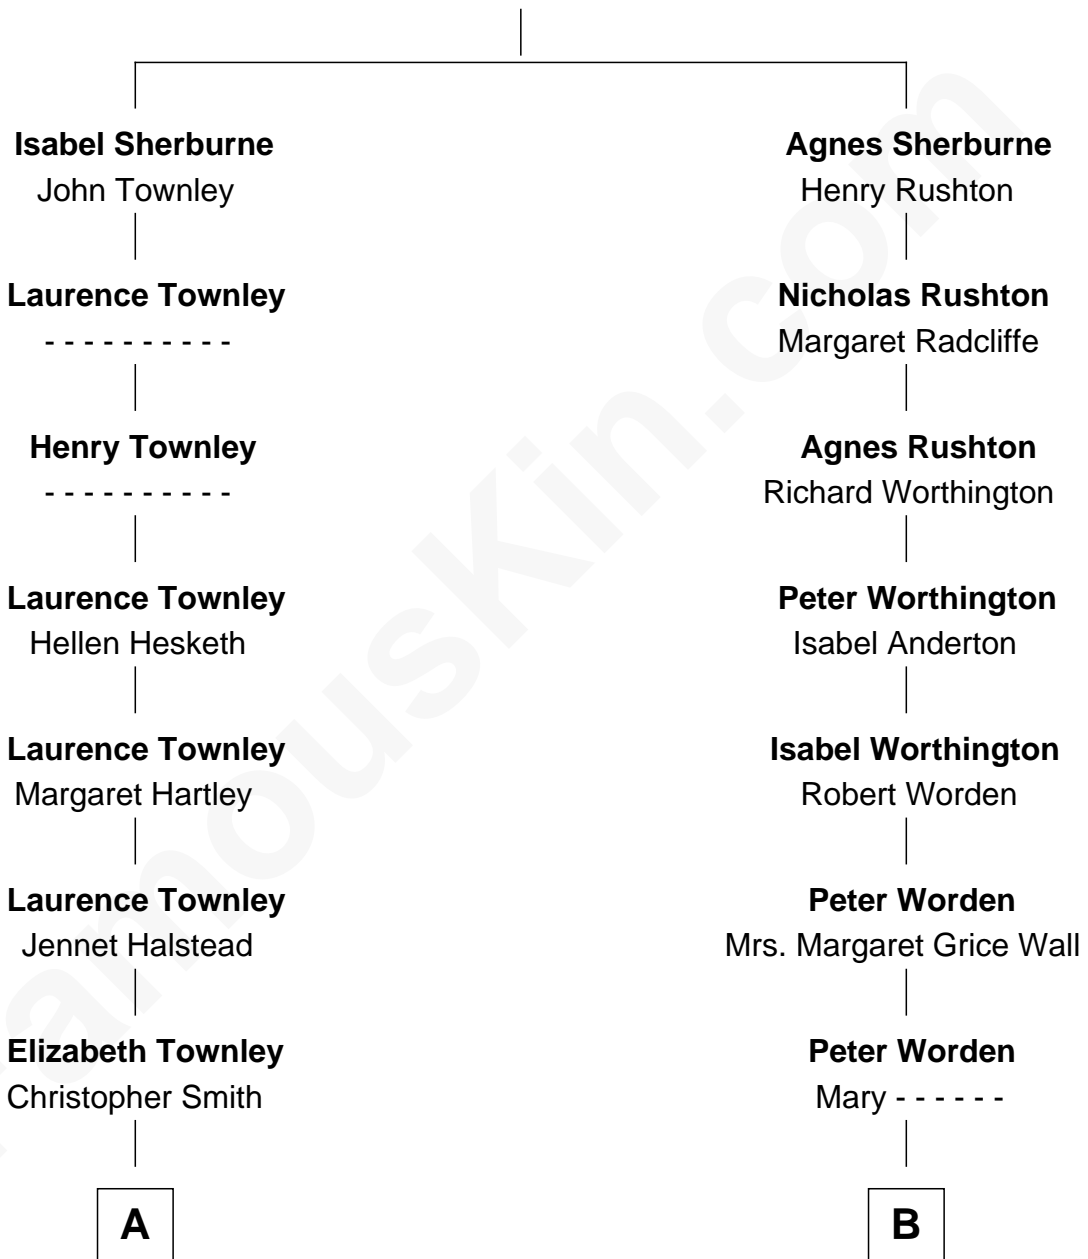 Isabel Sherburne
John Townley
Laurence Townley
- - - - - - - - - -
Henry Townley
- - - - - - - - - -
Laurence Townley
Hellen Hesketh
Laurence Townley
Margaret Hartley
Laurence Townley
Jennet Halstead
Elizabeth Townley
Christopher Smith
A
Agnes Sherburne
Henry Rushton
Nicholas Rushton
Margaret Radcliffe
Agnes Rushton
Richard Worthington
Peter Worthington
Isabel Anderton
Isabel Worthington
Robert Worden
Peter Worden
Mrs. Margaret Grice Wall
Peter Worden
Mary - - - - - -
B
FamousKin.com